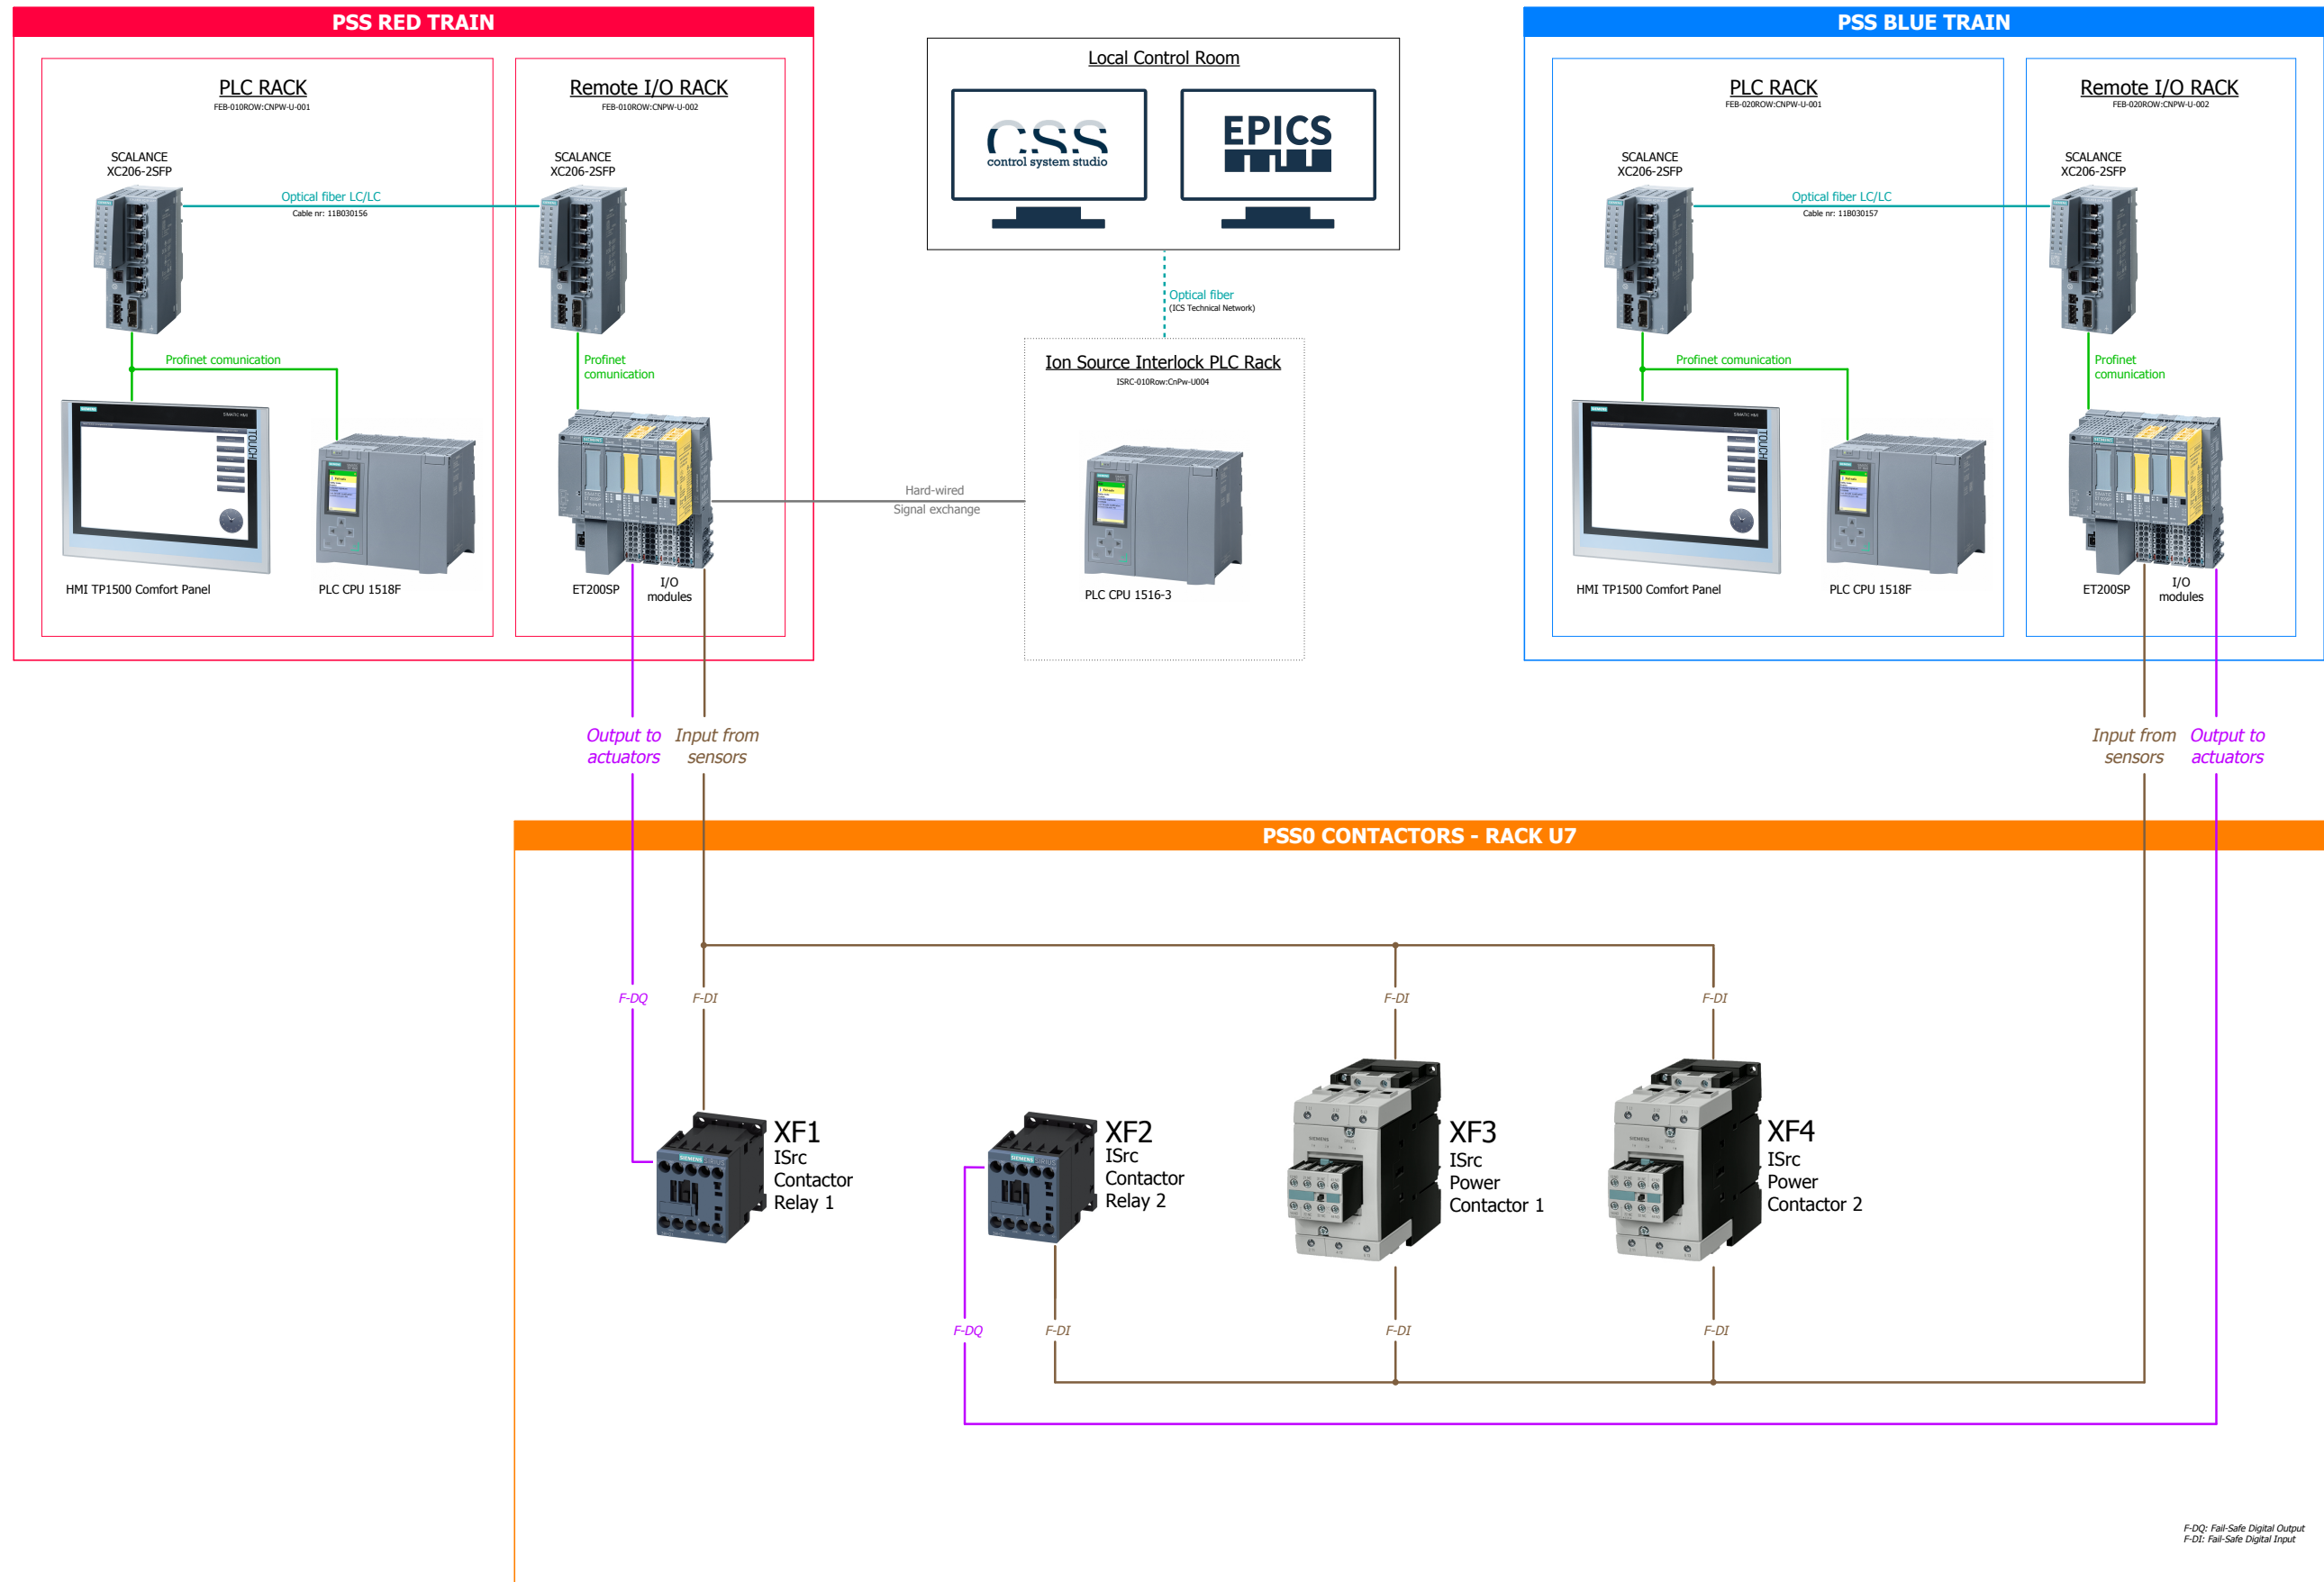 PSS RED TRAIN
PLC RACK
FEB-010ROW:CNPW-U-001
SCALANCE
XC206-2SFP
Optical fiber LC/LC
Cable nr: 11B030156
Profinet comunication
HMI TP1500 Comfort Panel
PLC CPU 1518F
Remote I/O RACK
FEB-010ROW:CNPW-U-002
SCALANCE
XC206-2SFP
Profinet
comunication
ET200SP
I/O
modules
Local Control Room
CSS
control system studio
EPICS
Optical fiber
(ICS Technical Network)
Ion Source Interlock PLC Rack
ISRC-010Row:CnPw-U004
Hard-wired
Signal exchange
PLC CPU 1516-3
PSS BLUE TRAIN
PLC RACK
FEB-020ROW:CNPW-U-001
SCALANCE
XC206-2SFP
Optical fiber LC/LC
Cable nr: 11B030157
Profinet comunication
HMI TP1500 Comfort Panel
PLC CPU 1518F
Remote I/O RACK
FEB-020ROW:CNPW-U-002
SCALANCE
XC206-2SFP
Profinet
comunication
ET200SP
I/O
modules
TOUCH
TOUCH
Output to
actuators
Input from
sensors
Input from
sensors
Output to
actuators
PSS0 CONTACTORS - RACK U7
F-DQ
F-DI
F-DI
F-DI
XF1
ISrc
Contactor
Relay 1
XF2
ISrc
Contactor
Relay 2
XF3
ISrc
Power
Contactor 1
XF4
ISrc
Power
Contactor 2
F-DQ
F-DI
F-DI
F-DI
F-DQ: Fail-Safe Digital Output
F-DI: Fail-Safe Digital Input